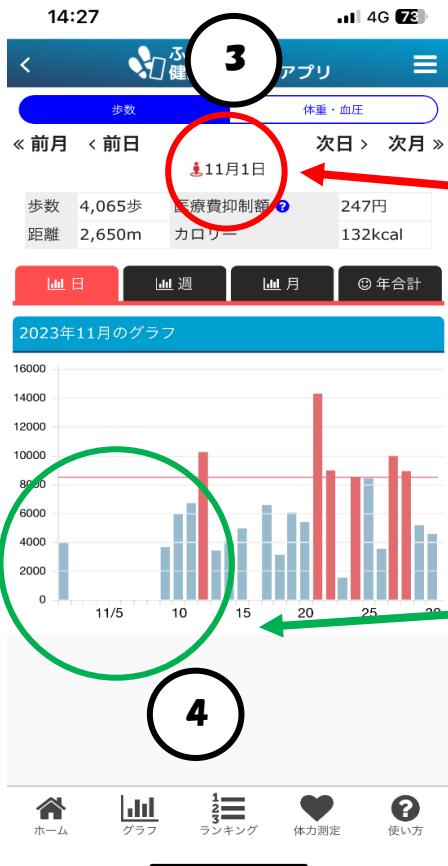 14:27 4G 73
ふ
健 アプリ
3
歩数 体重・血圧
≪ 前月 < 前日 次日 > 次月 ≫
11月1日
歩数 4,065歩 医療費抑制額 ? 247円
距離 2,650m カロリー 132kcal
日 週 月 年合計
2023年11月のグラフ
16000
14000
12000
10000
8000
6000
4000
2000
0
11/5 10 15 20 25 30
4
ホーム グラフ ランキング 体力測定 使い方